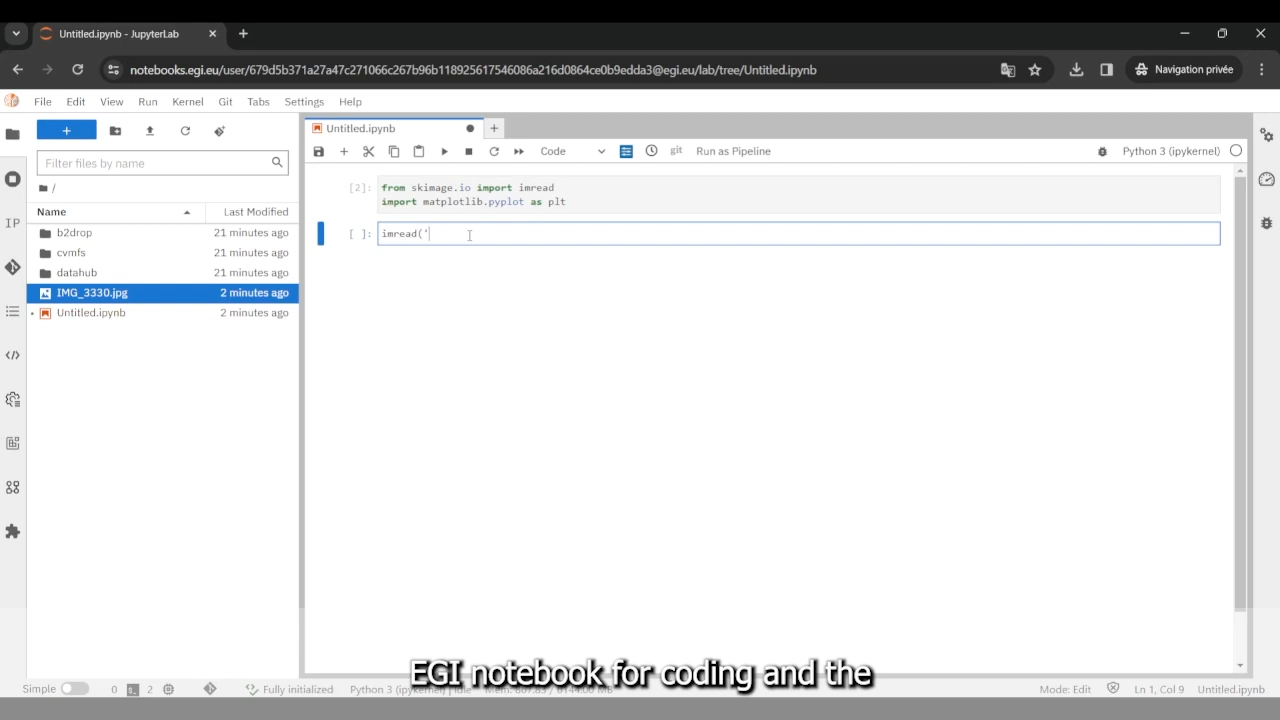 Untitled.ipynb - JupyterLab
notebooks.egi.eu/user/679d5b371a27a47c271066c267b96b118925617546086a216d0864ce0b9edda3@egi.eu/lab/tree/Untitled.ipynb
Navigation privée
File Edit View Run Kernel Git Tabs Settings Help
Untitled.ipynb
Code git Run as Pipeline Python 3 (ipykernel)
Filter files by name
/
Name Last Modified
b2drop 21 minutes ago
cvmfs 21 minutes ago
datahub 21 minutes ago
IMG_3330.jpg 2 minutes ago
Untitled.ipynb 2 minutes ago
IP
[2]: from skimage.io import imread
import matplotlib.pyplot as plt
[ ]: imread('
EGI notebook for coding and the
Simple 0 2 Fully initialized Python 3 (ipykernel) | Idle Mode: Edit Ln 1, Col 9 Untitled.ipynb